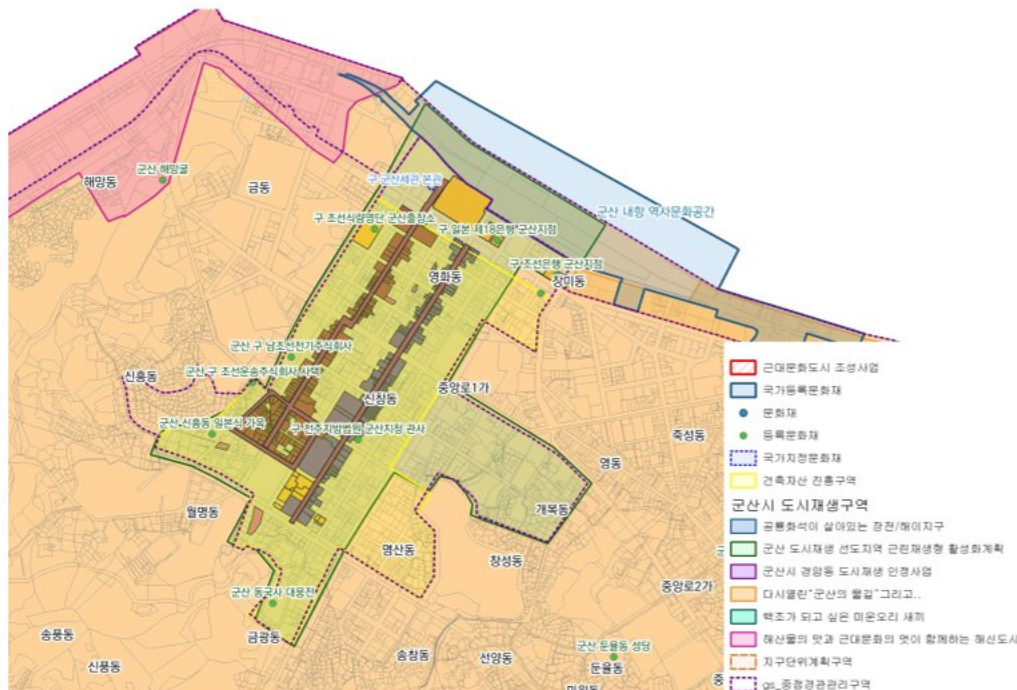 군산 해망굴
해망동
금동
구 군산세관 본관
구 조선식량영단 군산출장소
구 일본 제18은행 군산지점
군산 내항 역사문화공간
구 조선은행 군산지점
영화동
장미동
군산 구 남조선전기주식회사
군산 구 조선운송주식회사 사택
신흥동
중앙로1가
신창동
군산 신흥동 일본식 가옥
구 전주지방법원 군산지청 관사
죽성동
영동
월명동
개복동
명산동
창성동
중앙로2가
군산 동국사 대웅전
금광동
송풍동
신풍동
송창동
선양동
군산 둔율동 성당
둔율동
근대문화도시 조성사업
국가등록문화재
문화재
등록문화재
국가지정문화재
건축자산 진흥구역
군산시 도시재생구역
공룡화석이 살아있는 장전/해이지구
군산 도시재생 선도지역 근린재생형 활성화계획
군산시 경암동 도시재생 인정사업
다시열린"군산의 물길"그리고..
백조가 되고 싶은 미운오리 새끼
해산물의 맛과 근대문화의 멋이 함께하는 해신도시
지구단위계획구역
gs_중점경관관리구역